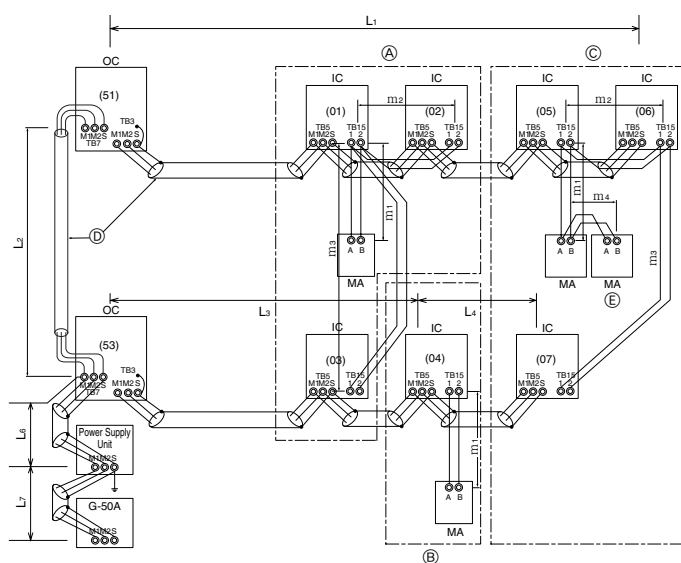 L1
A
C
OC
IC
IC
IC
IC
(51)
(01)
(02)
(05)
(06)
m2
m2
TB3
TB5
TB15
TB5
TB15
TB5
TB15
TB5
TB15
M1M2S
M1M2S
M1M2S
1 2
M1M2S
1 2
M1M2S
1 2
M1M2S
1 2
TB7
m1
m1
m4
L2
D
m3
A B
A B
A B
m3
MA
MA
MA
E
L3
L4
OC
IC
IC
IC
(53)
(03)
(04)
(07)
TB3
TB5
TB15
TB5
TB15
TB5
TB15
M1M2S
M1M2S
M1M2S
1 2
M1M2S
1 2
M1M2S
1 2
TB7
L6
Power Supply
Unit
M1M2S
m1
L7
G-50A
A B
M1M2S
MA
B